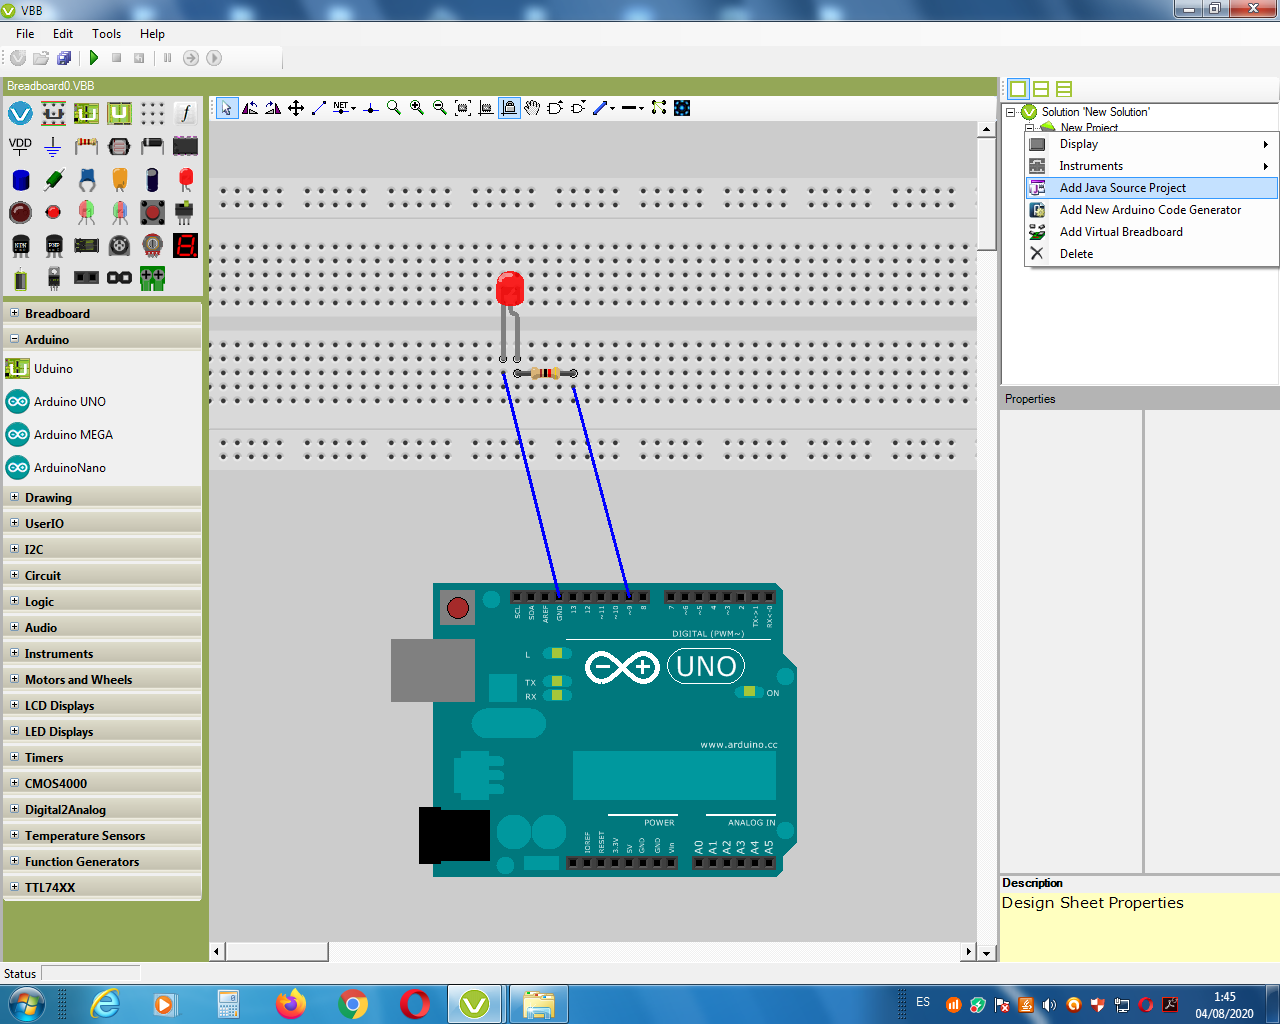 VBB
File Edit Tools Help
Breadboard0.VBB
VDD
NET
Breadboard
Arduino
Uduino
Arduino UNO
Arduino MEGA
ArduinoNano
Drawing
UserIO
I2C
Circuit
Logic
Audio
Instruments
Motors and Wheels
LCD Displays
LED Displays
Timers
CMOS4000
Digital2Analog
Temperature Sensors
Function Generators
TTL74XX
SCL SDA AREF GND 13 12 ~11 ~10 ~9 8 7 ~6 ~5 4 ~3 2 TX->1 RX<-0
DIGITAL (PWM~)
L
TX
RX
UNO
ON
www.arduino.cc
POWER
ANALOG IN
IOREF RESET 3.3V 5V GND GND Vin A0 A1 A2 A3 A4 A5
Solution 'New Solution'
New Project
Display
Instruments
Add Java Source Project
Add New Arduino Code Generator
Add Virtual Breadboard
Delete
Properties
Description
Design Sheet Properties
Status
ES
1:45
04/08/2020